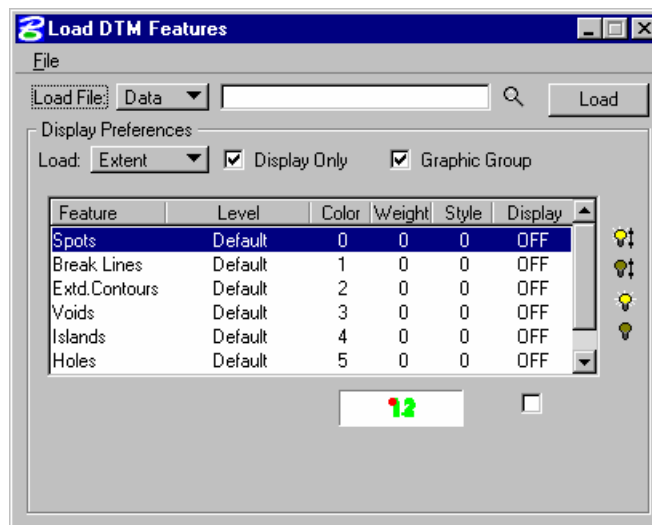 Load DTM Features
File
Load File: Data Load
Display Preferences
Load: Extent Display Only Graphic Group
Feature Level Color Weight Style Display
Spots Default 0 0 0 OFF
Break Lines Default 1 0 0 OFF
Extd.Contours Default 2 0 0 OFF
Voids Default 3 0 0 OFF
Islands Default 4 0 0 OFF
Holes Default 5 0 0 OFF
12